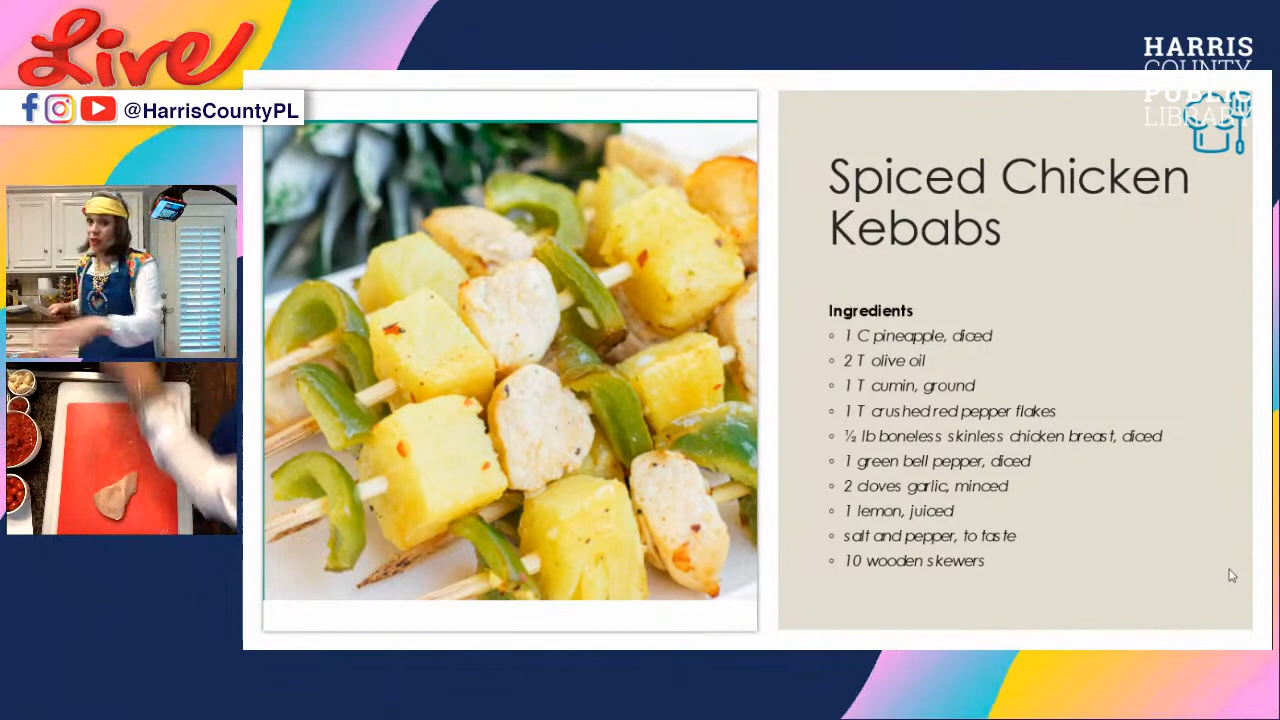 Live
@HarrisCountyPL
HARRIS
COUNTY
PUBLIC
LIBRARY
Spiced Chicken
Kebabs
Ingredients
1 C pineapple, diced
2 T olive oil
1 T cumin, ground
1 T crushed red pepper flakes
½ lb boneless skinless chicken breast, diced
1 green bell pepper, diced
2 cloves garlic, minced
1 lemon, juiced
salt and pepper, to taste
10 wooden skewers